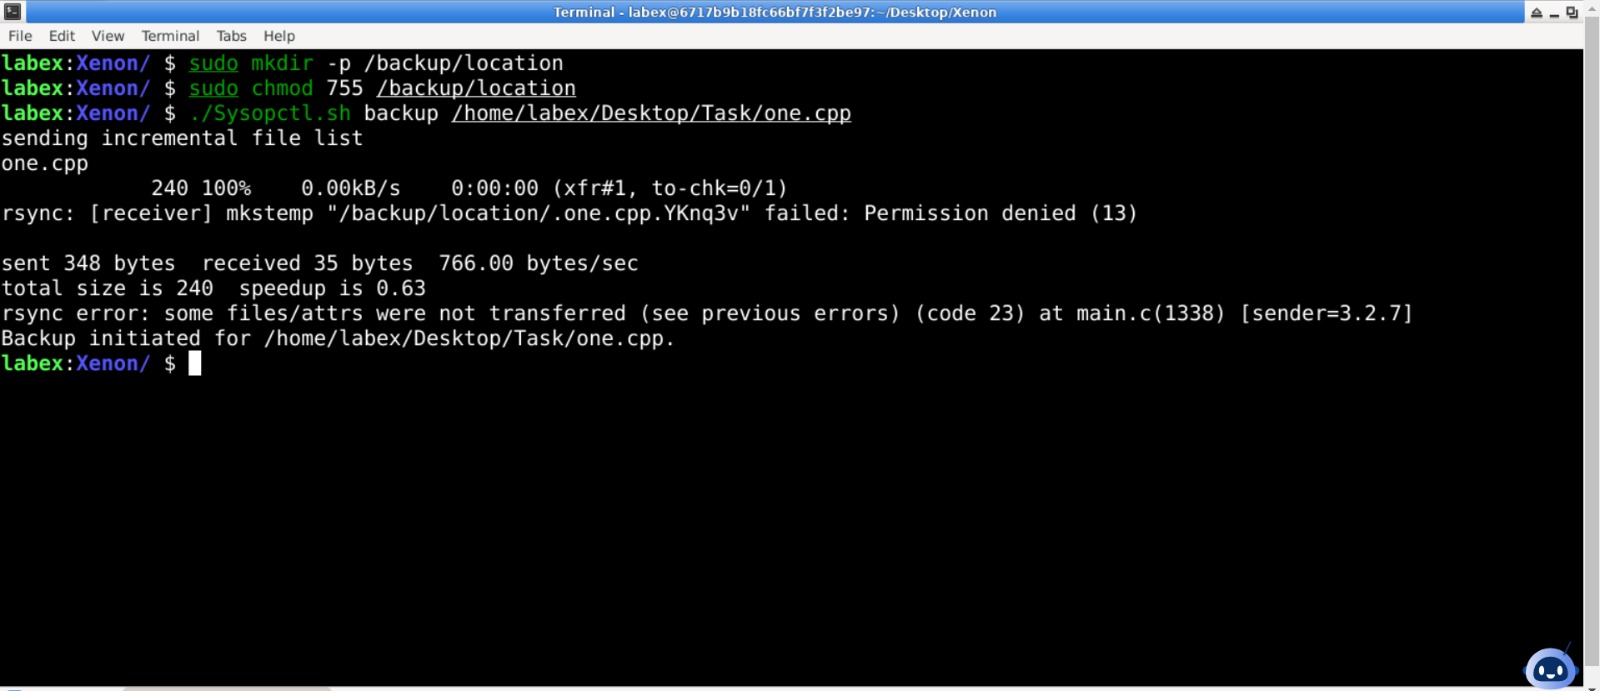 Terminal - labex@6717b9b18fc66bf7f3f2be97:~/Desktop/Xenon
File Edit View Terminal Tabs Help
labex:Xenon/ $ sudo mkdir -p /backup/location
labex:Xenon/ $ sudo chmod 755 /backup/location
labex:Xenon/ $ ./Sysopctl.sh backup /home/labex/Desktop/Task/one.cpp
sending incremental file list
one.cpp
240 100% 0.00kB/s 0:00:00 (xfr#1, to-chk=0/1)
rsync: [receiver] mkstemp "/backup/location/.one.cpp.YKnq3v" failed: Permission denied (13)
sent 348 bytes received 35 bytes 766.00 bytes/sec
total size is 240 speedup is 0.63
rsync error: some files/attrs were not transferred (see previous errors) (code 23) at main.c(1338) [sender=3.2.7]
Backup initiated for /home/labex/Desktop/Task/one.cpp.
labex:Xenon/ $